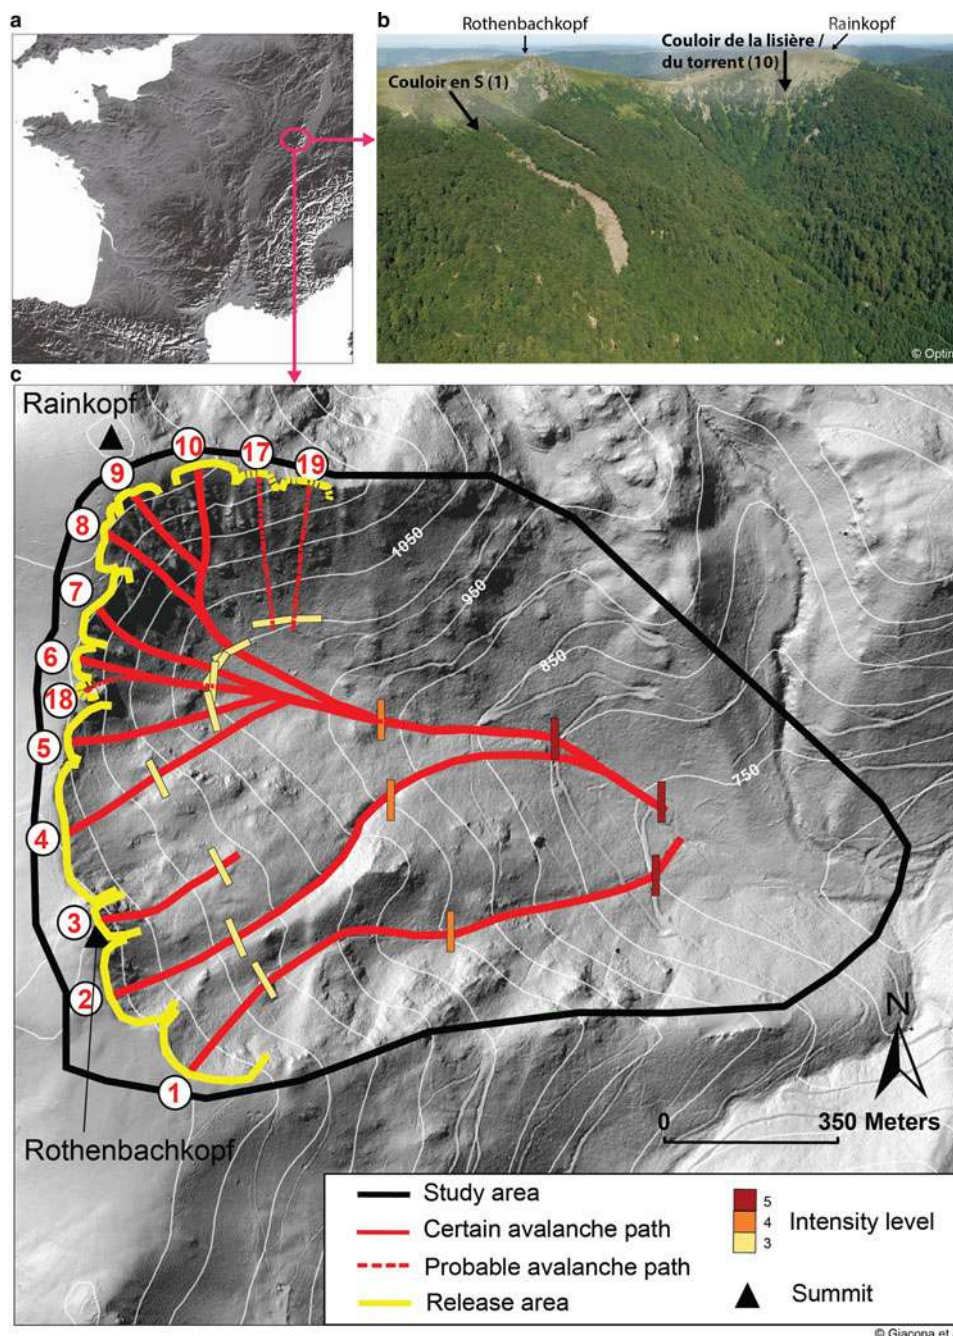 a
b
Rothenbachkopf
Rainkopf
Couloir de la lisière /
du torrent (10)
Couloir en S (1)
© Optim
c
Rainkopf
10
17
19
9
8
7
6
18
5
4
3
2
1
1050
950
850
750
N
0
350 Meters
Rothenbachkopf
Study area
Certain avalanche path
Probable avalanche path
Release area
5
4
3
Intensity level
Summit
© Giacona et